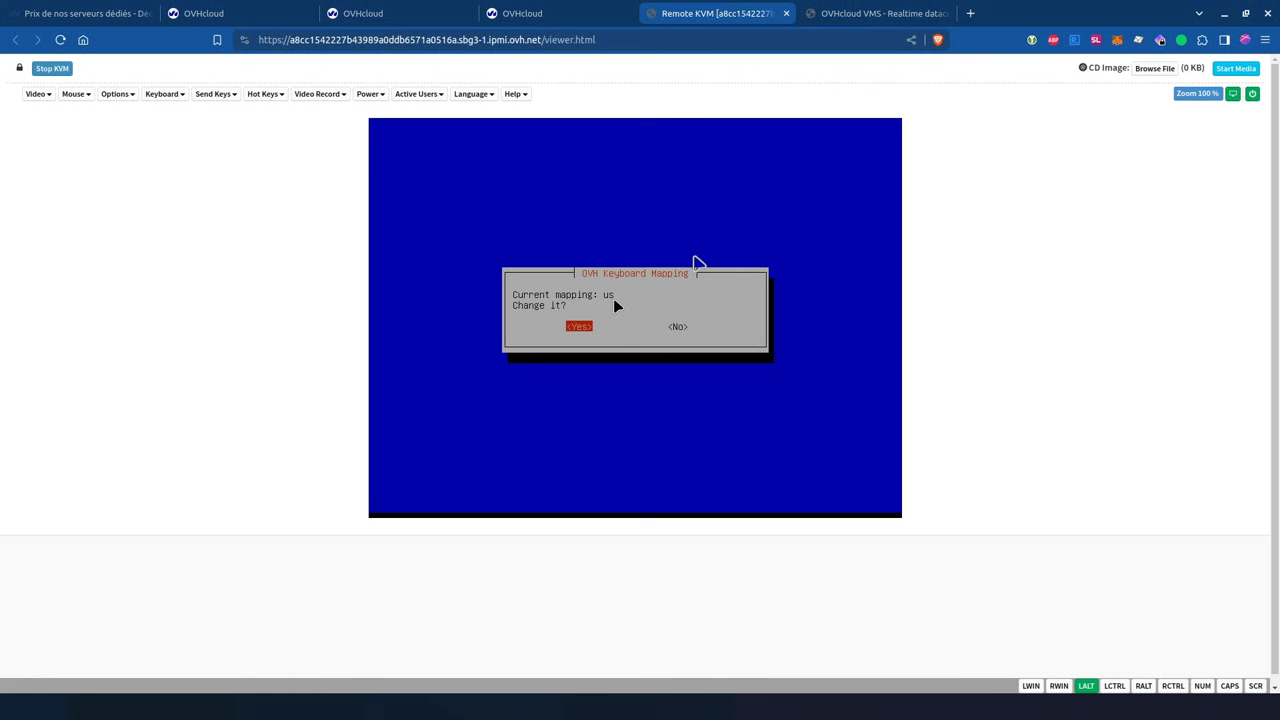 Prix de nos serveurs dédiés - Déc
OVHcloud
OVHcloud
OVHcloud
Remote KVM [a8cc1542227b
OVHcloud VMS - Realtime datac
https://a8cc1542227b43989a0ddb6571a0516a.sbg3-1.ipmi.ovh.net/viewer.html
Stop KVM
CD Image: Browse File (0 KB) Start Media
Video Mouse Options Keyboard Send Keys Hot Keys Video Record Power Active Users Language Help
Zoom 100 %
OVH Keyboard Mapping
Current mapping: us
Change it?
<Yes> <No>
LWIN RWIN LALT LCTRL RALT RCTRL NUM CAPS SCR